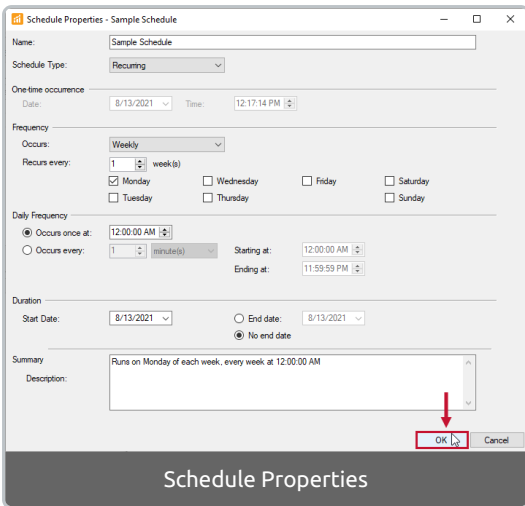 Schedule Properties - Sample Schedule
Name: Sample Schedule
Schedule Type: Recurring
One-time occurrence
Date: 8/13/2021 Time: 12:17:14 PM
Frequency
Occurs: Weekly
Recurs every: 1 week(s)
Monday Wednesday Friday Saturday
Tuesday Thursday Sunday
Daily Frequency
Occurs once at: 12:00:00 AM
Occurs every: 1 minute(s) Starting at: 12:00:00 AM
Ending at: 11:59:59 PM
Duration
Start Date: 8/13/2021 End date: 8/13/2021
No end date
Summary
Description: Runs on Monday of each week, every week at 12:00:00 AM
OK Cancel
Schedule Properties